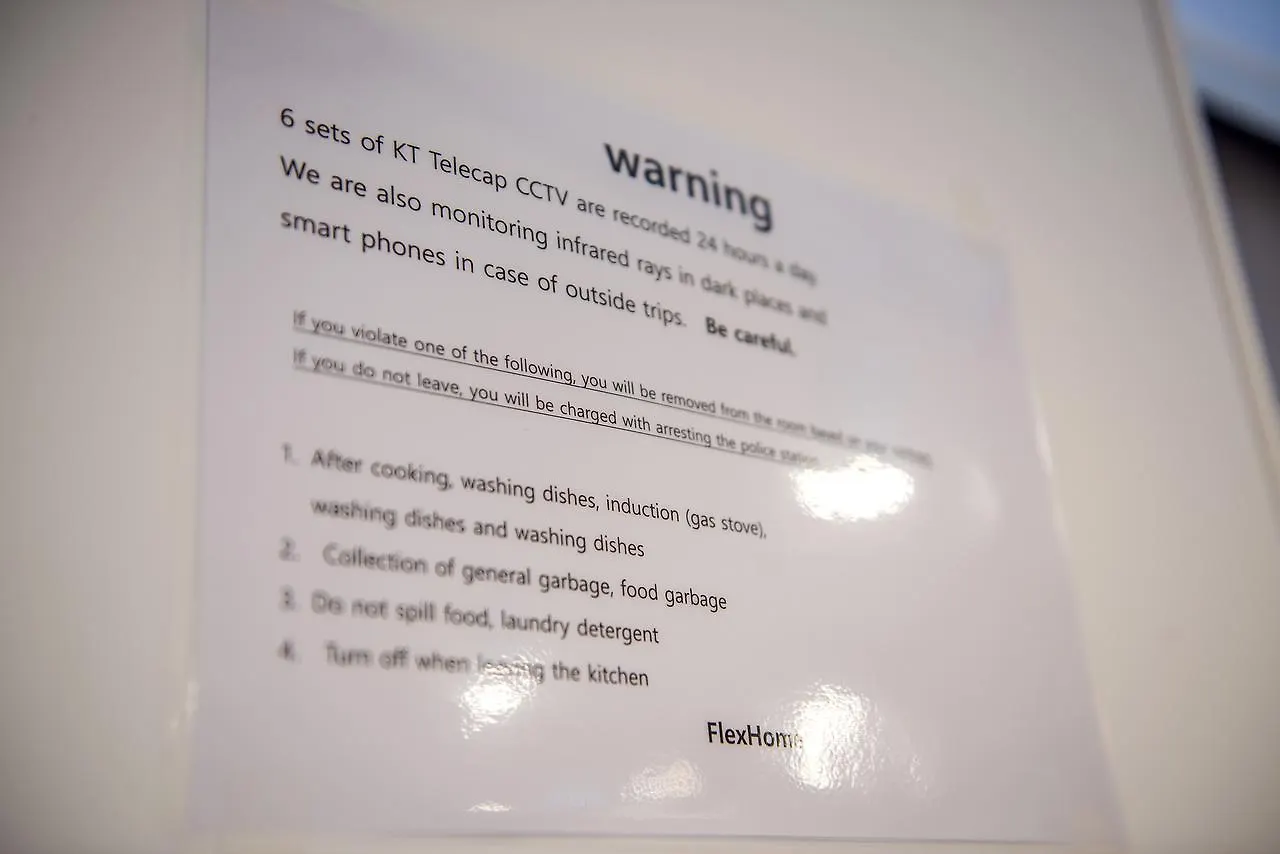 warning
6 sets of KT Telecap CCTV are recorded 24 hours a day
We are also monitoring infrared rays in dark places and
smart phones in case of outside trips. Be careful.
If you violate one of the following, you will be removed from the room based on your
If you do not leave, you will be charged with arresting the police station
1. After cooking, washing dishes, induction (gas stove),
washing dishes and washing dishes
2. Collection of general garbage, food garbage
3. Do not spill food, laundry detergent
4. Turn off when leaving the kitchen
FlexHome